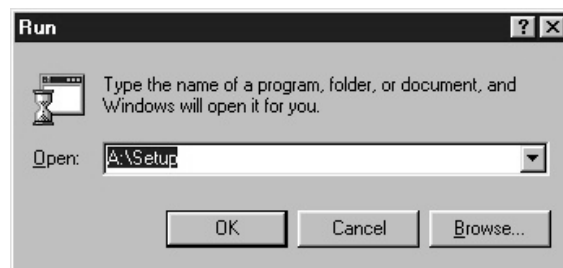 Run
Type the name of a program, folder, or document, and
Windows will open it for you.
Open: A:\Setup
OK Cancel Browse...